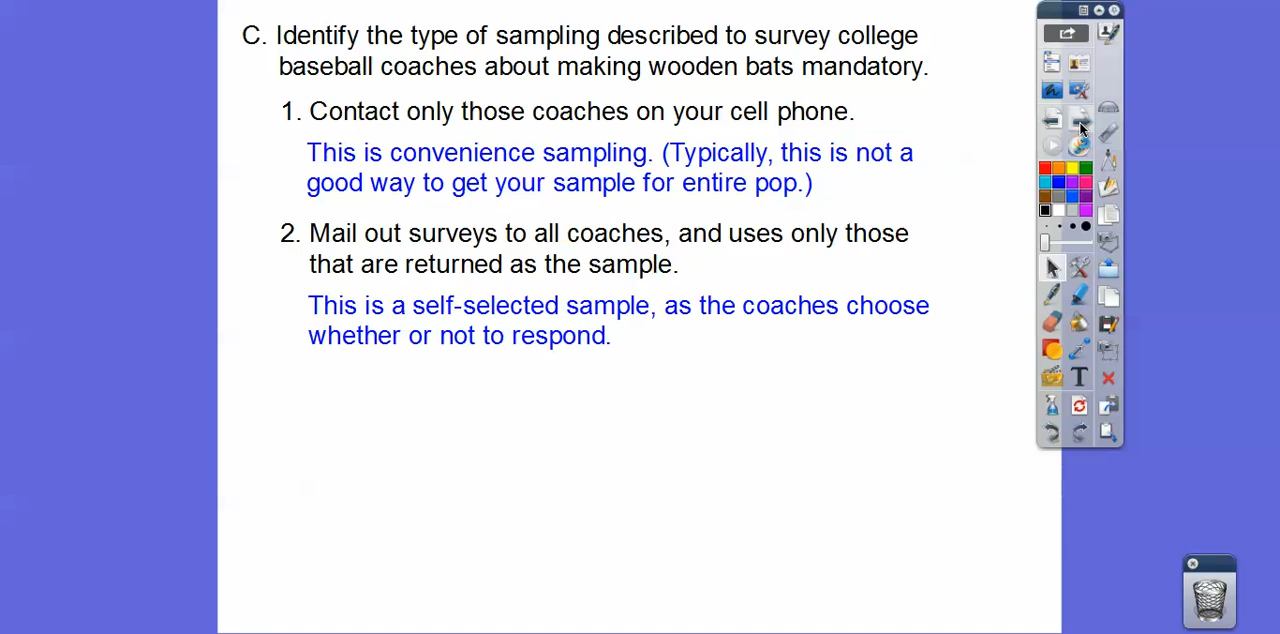 C. Identify the type of sampling described to survey college
baseball coaches about making wooden bats mandatory.
1. Contact only those coaches on your cell phone.
This is convenience sampling. (Typically, this is not a
good way to get your sample for entire pop.)
2. Mail out surveys to all coaches, and uses only those
that are returned as the sample.
This is a self-selected sample, as the coaches choose
whether or not to respond.
T